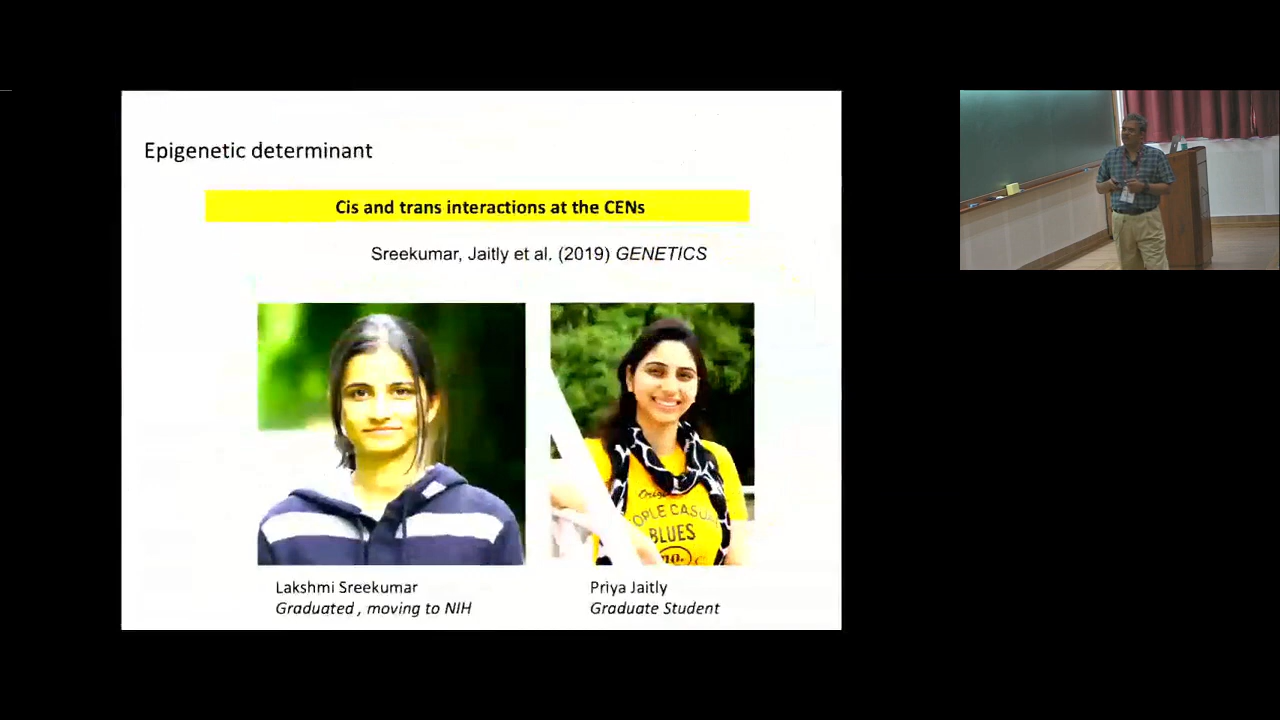 Epigenetic determinant
Cis and trans interactions at the CENs
Sreekumar, Jaitly et al. (2019) GENETICS
BLUES
Lakshmi Sreekumar
Graduated , moving to NIH
Priya Jaitly
Graduate Student